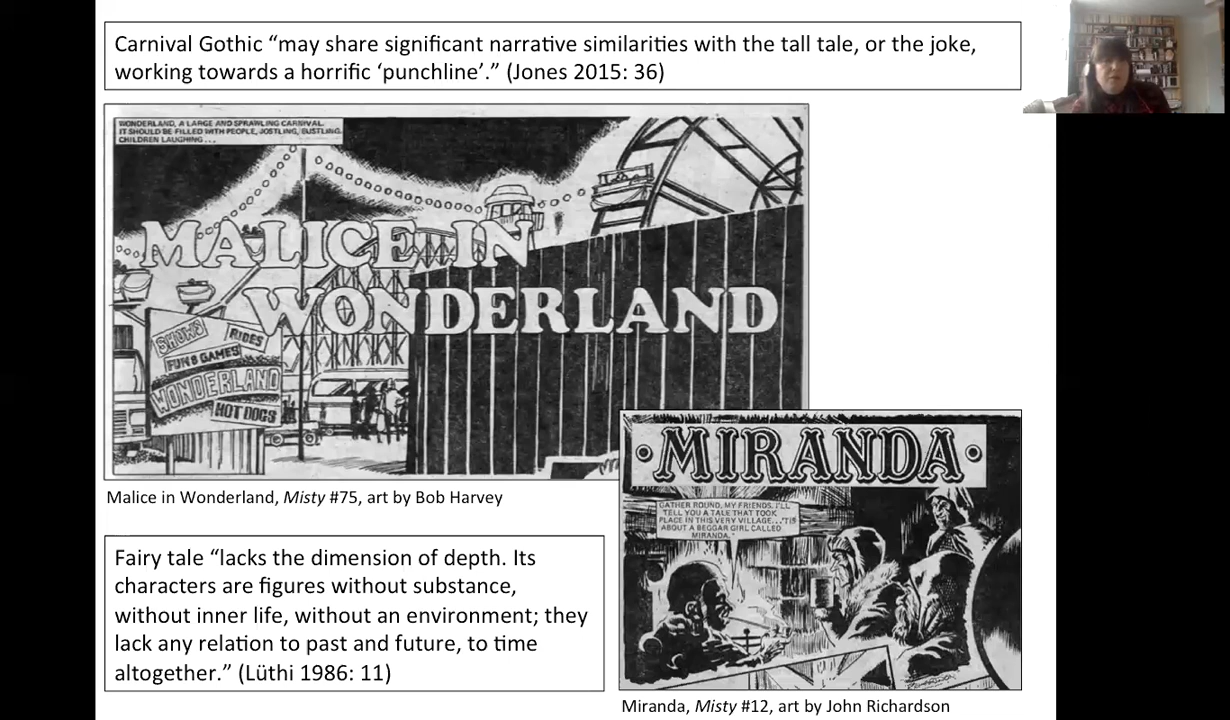 Carnival Gothic “may share significant narrative similarities with the tall tale, or the joke,
working towards a horrific ‘punchline’.” (Jones 2015: 36)
WONDERLAND, A LARGE AND SPRAWLING CARNIVAL.
IT SHOULD BE FILLED WITH PEOPLE, JOSTLING, BUSTLING,
CHILDREN LAUGHING...
MALICE IN
WONDERLAND
SHOWS
RIDES
FUN & GAMES
WONDERLAND
HOT DOGS
Malice in Wonderland, Misty #75, art by Bob Harvey
·MIRANDA·
GATHER ROUND, MY FRIENDS. I'LL
TELL YOU A TALE THAT TOOK
PLACE IN THIS VERY VILLAGE...'TIS
ABOUT A BEGGAR GIRL CALLED
MIRANDA."
Fairy tale “lacks the dimension of depth. Its
characters are figures without substance,
without inner life, without an environment; they
lack any relation to past and future, to time
altogether.” (Lüthi 1986: 11)
Miranda, Misty #12, art by John Richardson